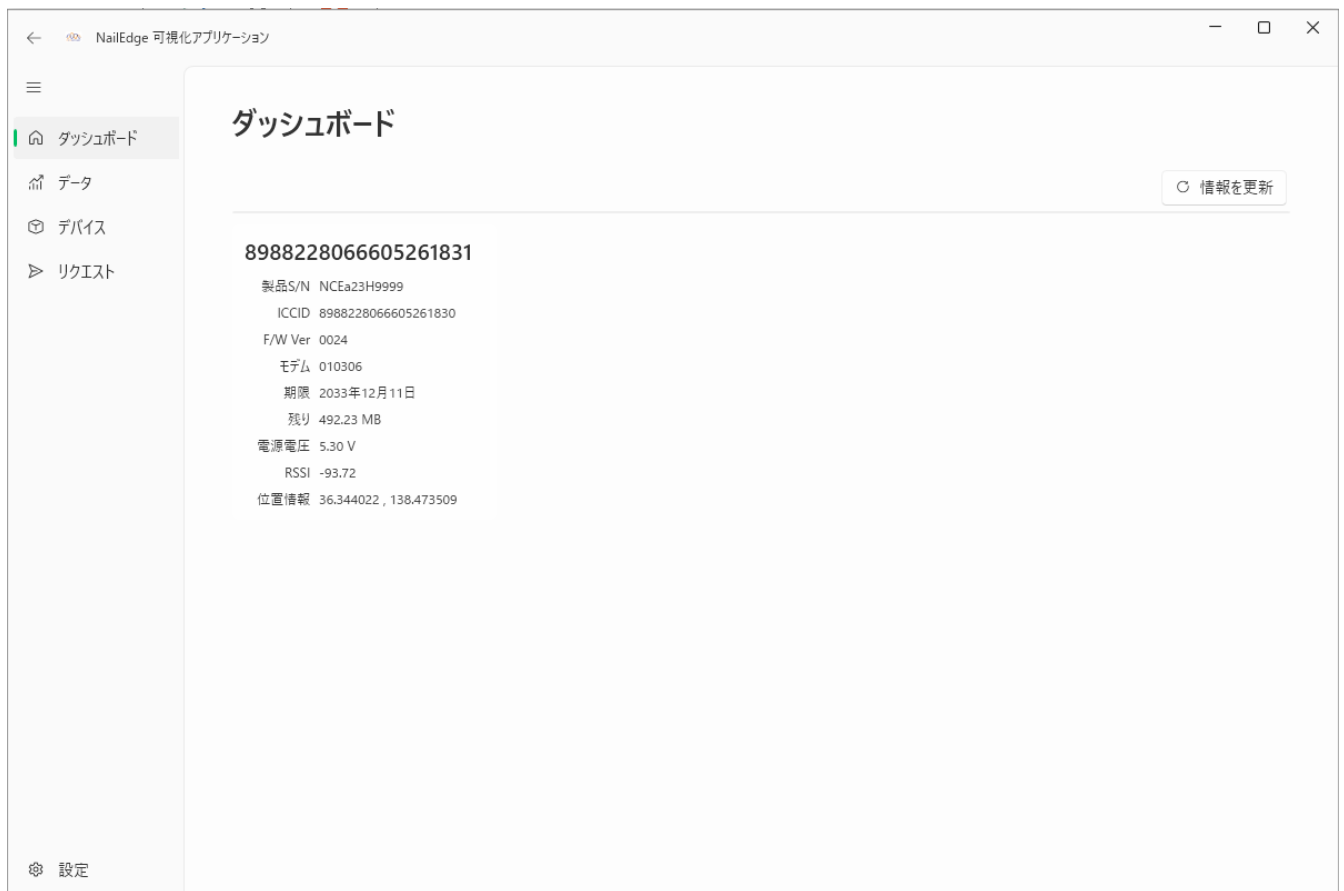 NailEdge 可視化アプリケーション
ダッシュボード
データ
デバイス
リクエスト
設定
ダッシュボード
情報を更新
8988228066605261831
製品S/N NCEa23H9999
ICCID 8988228066605261830
F/W Ver 0024
モデム 010306
期限 2033年12月11日
残り 492.23 MB
電源電圧 5.30 V
RSSI -93.72
位置情報 36.344022 , 138.473509